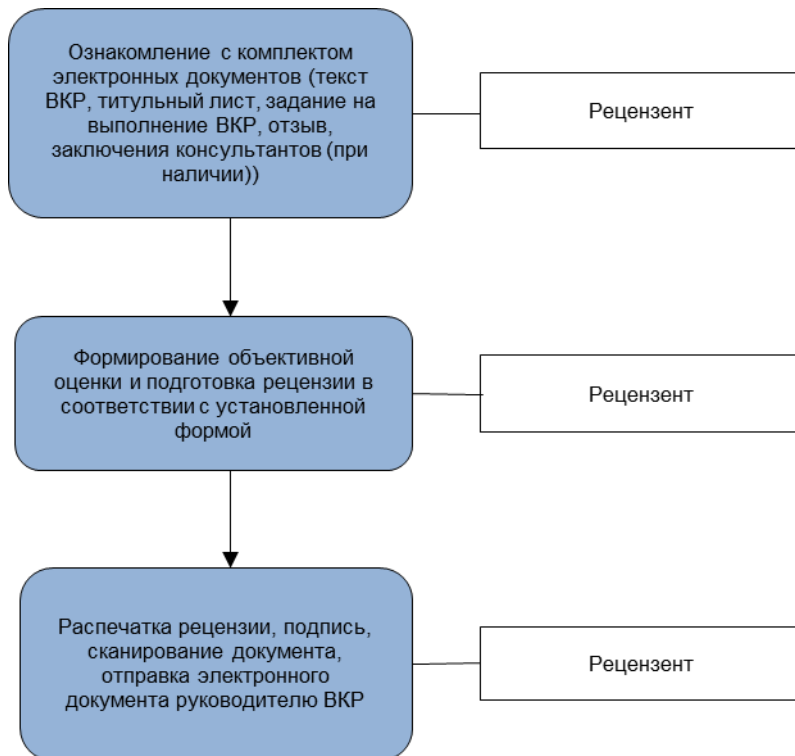 Ознакомление с комплектом
электронных документов (текст
ВКР, титульный лист, задание на
выполнение ВКР, отзыв,
заключения консультантов (при
наличии))
Рецензент
Формирование объективной
оценки и подготовка рецензии в
соответствии с установленной
формой
Рецензент
Распечатка рецензии, подпись,
сканирование документа,
отправка электронного
документа руководителю ВКР
Рецензент